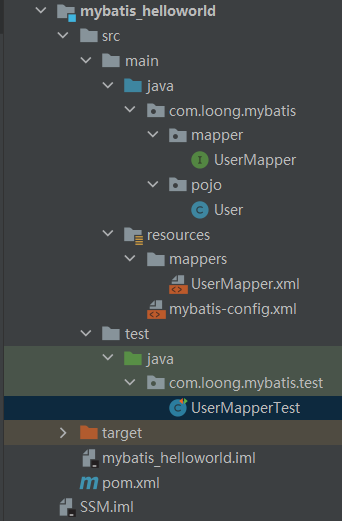 mybatis_helloworld
src
main
java
com.loong.mybatis
mapper
I UserMapper
pojo
C User
resources
mappers
UserMapper.xml
mybatis-config.xml
test
java
com.loong.mybatis.test
C UserMapperTest
target
mybatis_helloworld.iml
m pom.xml
SSM.iml